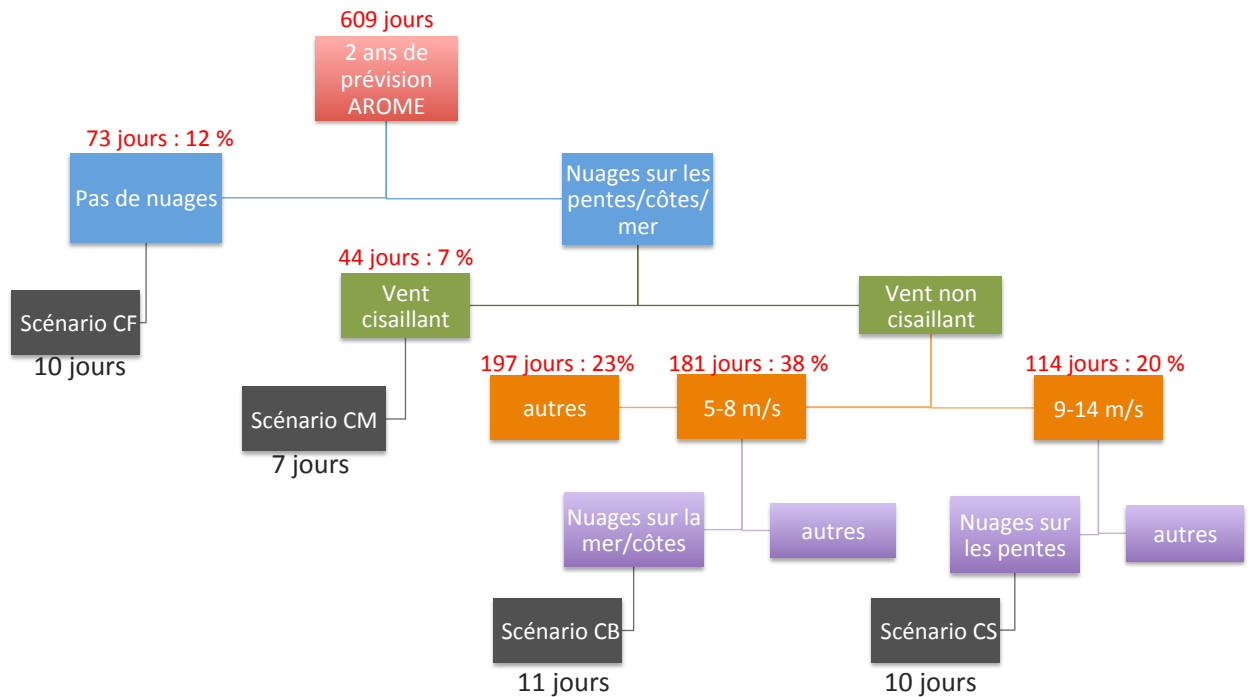 609 jours
2 ans de
prévision
AROME
73 jours : 12 %
Pas de nuages
Nuages sur les
pentes/côtes/
mer
44 jours : 7 %
Vent
cisaillant
Vent non
cisaillant
Scénario CF
10 jours
197 jours : 23%
181 jours : 38 %
114 jours : 20 %
autres
5-8 m/s
9-14 m/s
Scénario CM
7 jours
Nuages sur la
mer/côtes
autres
Nuages sur
les pentes
autres
Scénario CB
11 jours
Scénario CS
10 jours